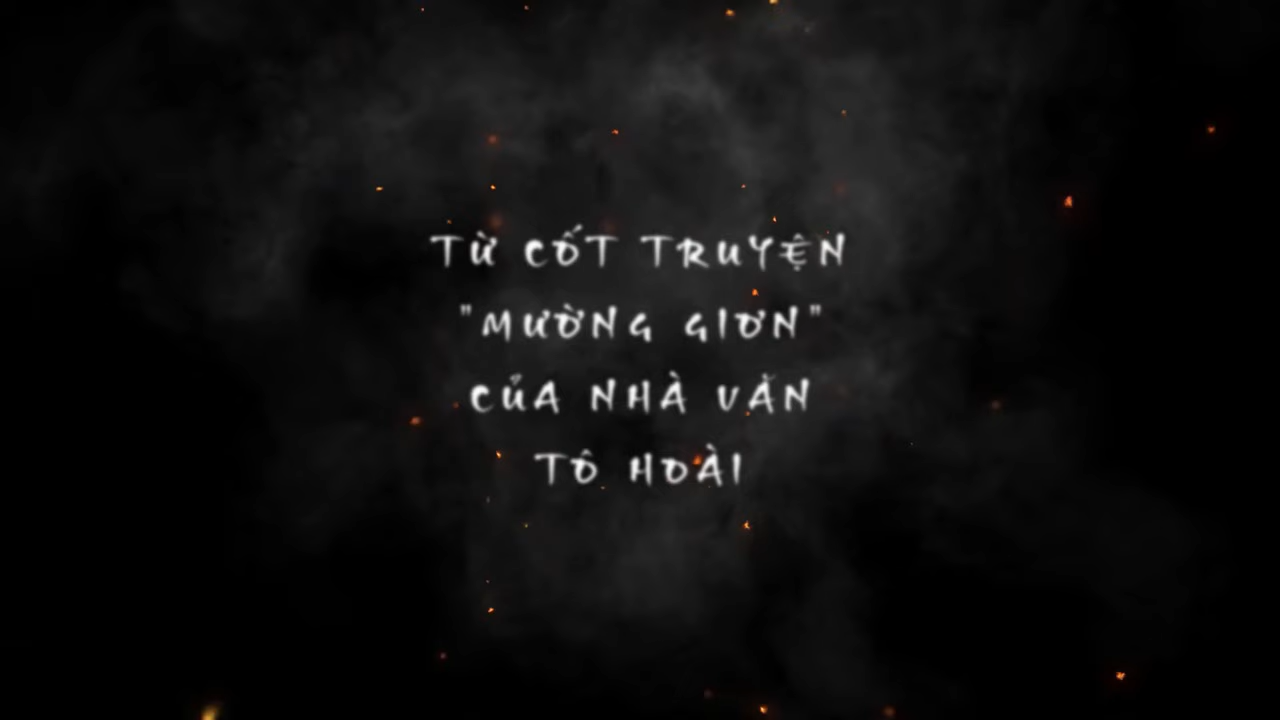 TỪ CỐT TRUYỆN
"MƯỜNG GIƠN"
CỦA NHÀ VĂN
TÔ HOÀI